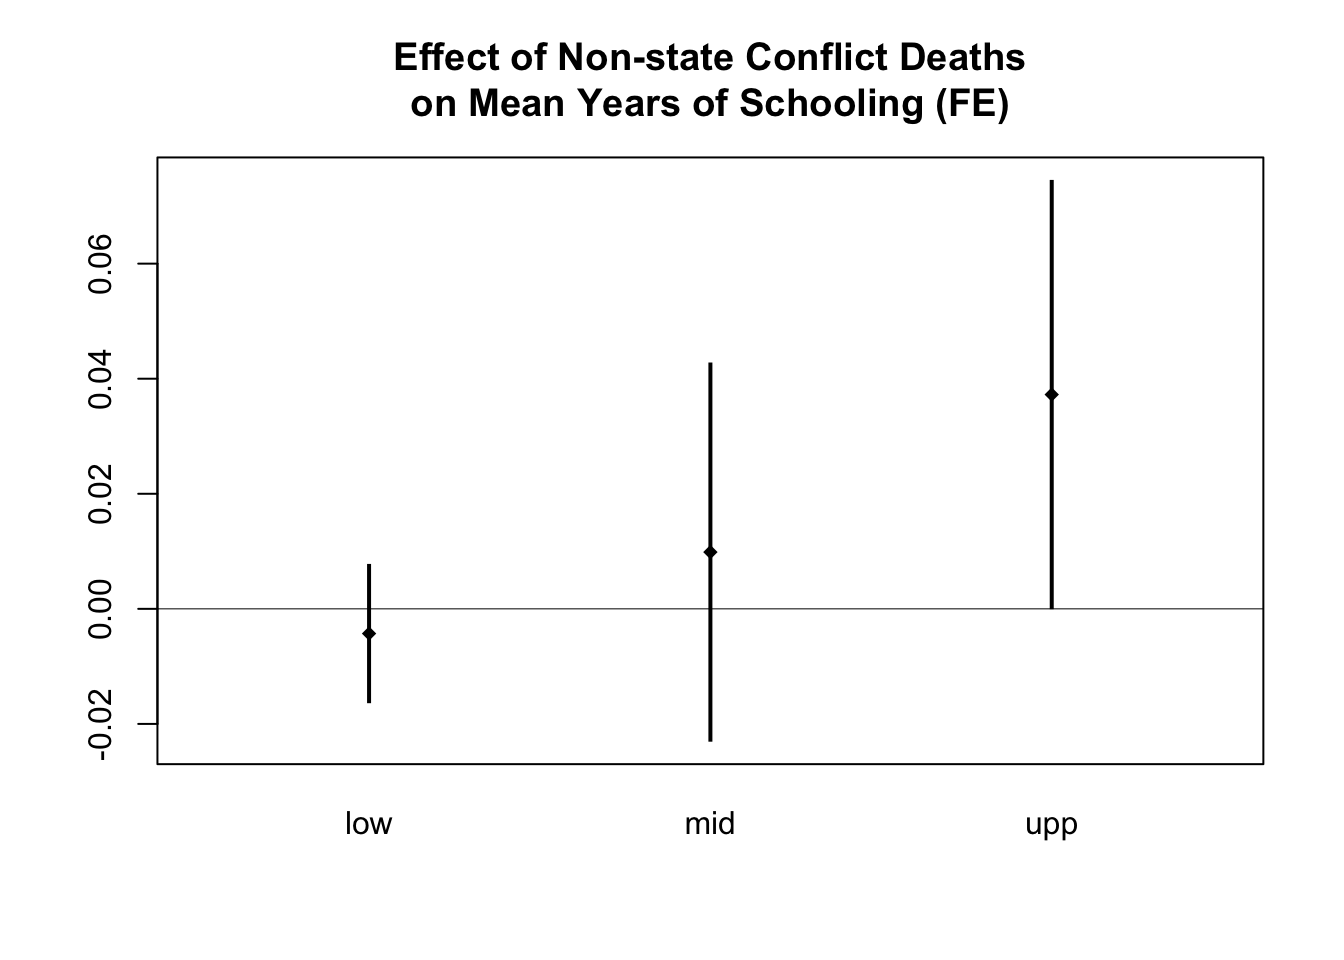 Effect of Non-state Conflict Deaths
on Mean Years of Schooling (FE)
0.06
0.04
0.02
0.00
-0.02
low mid upp